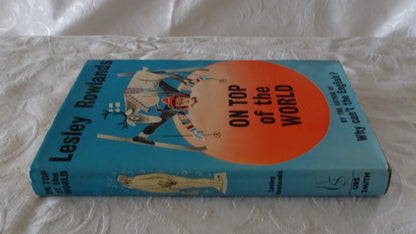 Lesley Rowlands
ON TOP
of the
WORLD
BY THE AUTHOR OF
Why Can't the English?
ON TOP
of the
WORLD
Lesley
Rowlands
URE
SMITH